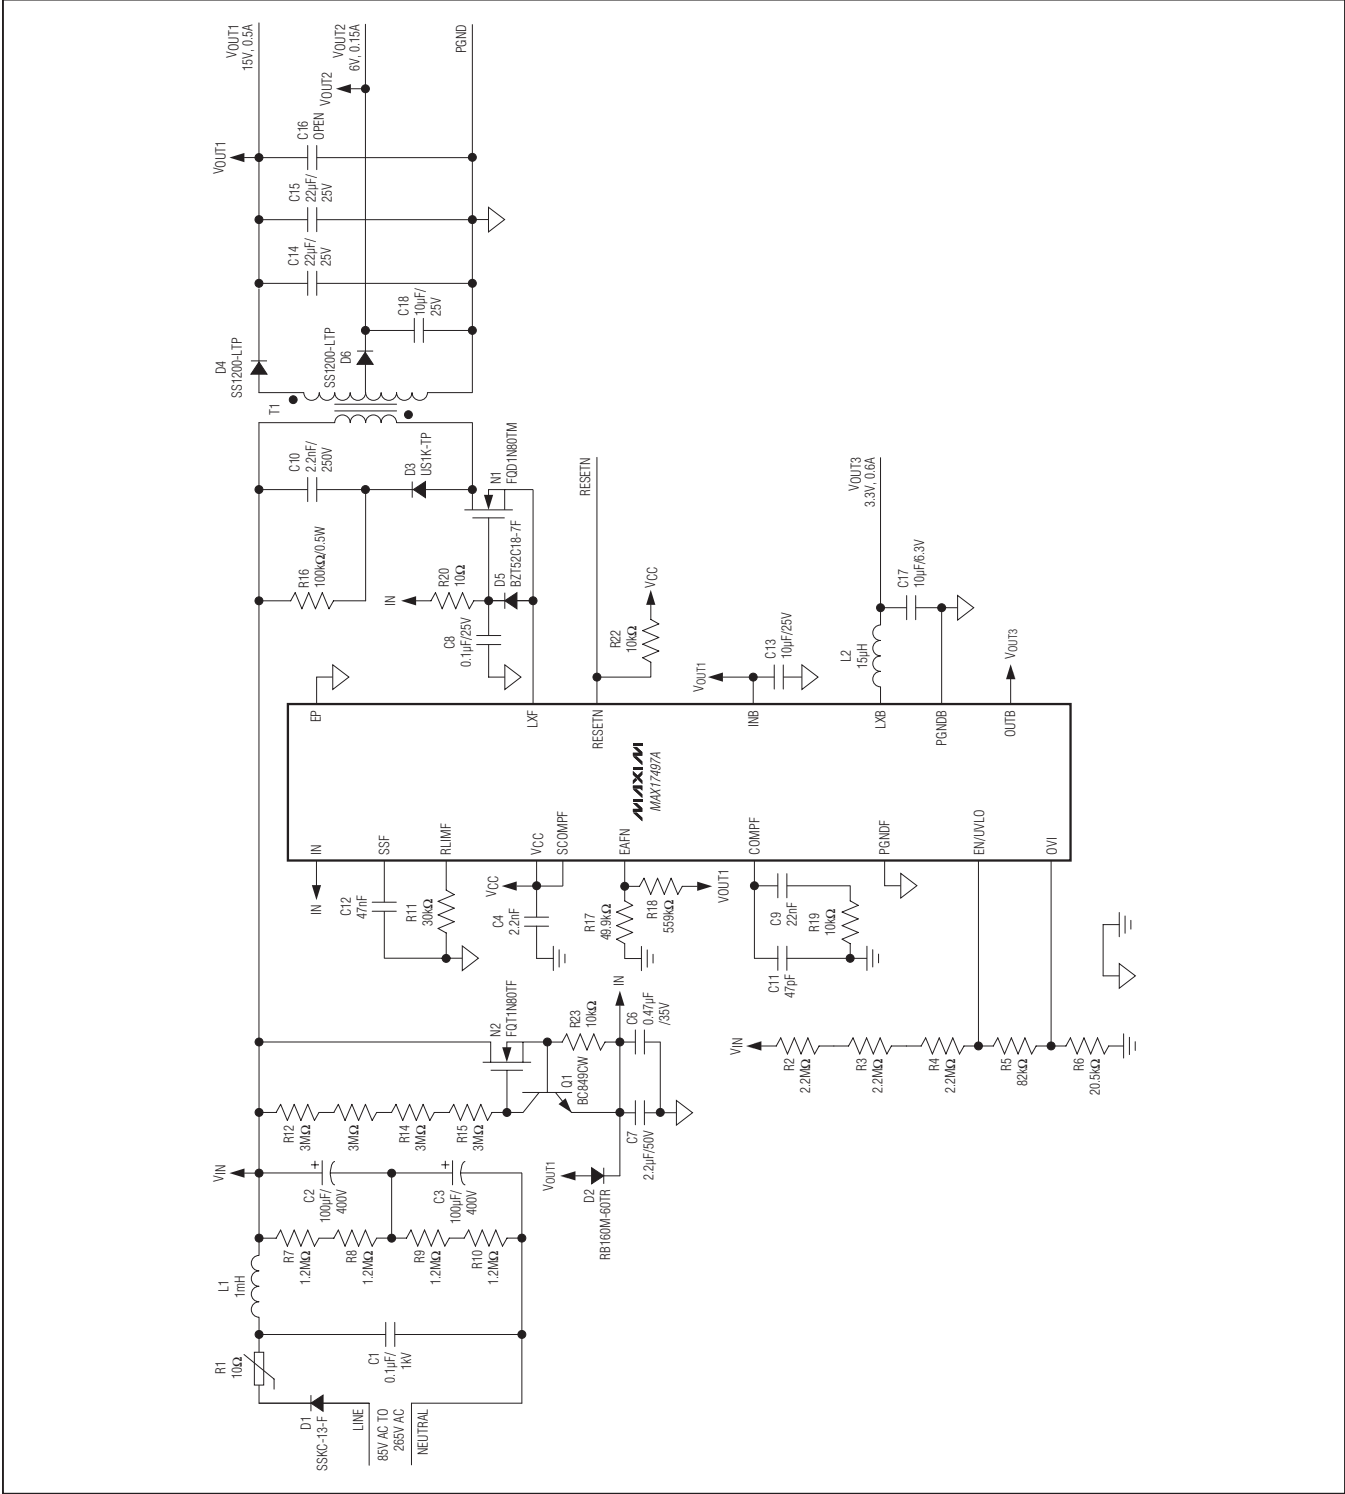 VOUT1
15V, 0.5A
VOUT2
6V, 0.15A
PGND
VOUT2
VOUT1
C16
OPEN
C15
22µF/
25V
C14
22µF/
25V
C18
10µF/
25V
D4
SS1200-LTP
SS1200-LTP
D6
T1
C10
2.2nF/
250V
D3
US1K-TP
N1
FQD1N80TM
R16
100kΩ/0.5W
IN
R20
10Ω
D5
BZT52C18-7F
C8
0.1µF/25V
RESETN
R22
10kΩ
VCC
VOUT1
C13
10µF/25V
VOUT3
3.3V, 0.6A
C17
10µF/6.3V
L2
15µH
VOUT3
EP
LXF
RESETN
INB
LXB
PGNDB
OUTB
MAXIM
MAX17497A
IN
SSF
RLIMF
VCC
SCOMPF
EAFN
COMPF
PGNDF
EN/UVLO
OVI
IN
C12
47nF
R11
30kΩ
VCC
C4
2.2nF
R17
49.9kΩ
R18
559kΩ
VOUT1
C9
22nF
R19
10kΩ
C11
47pF
N2
FQT1N80TF
R23
10kΩ
IN
C6
0.47µF
/35V
Q1
BC849CW
C7
2.2µF/50V
VOUT1
D2
RB160M-60TR
R12
3MΩ
3MΩ
R14
3MΩ
R15
3MΩ
VIN
R2
2.2MΩ
R3
2.2MΩ
R4
2.2MΩ
R5
82kΩ
R6
20.5kΩ
VIN
+
C2
100µF/
400V
+
C3
100µF/
400V
R7
1.2MΩ
R8
1.2MΩ
R9
1.2MΩ
R10
1.2MΩ
L1
1mH
C1
0.1µF/
1kV
R1
10Ω
D1
SSKC-13-F
LINE
85V AC TO
265V AC
NEUTRAL